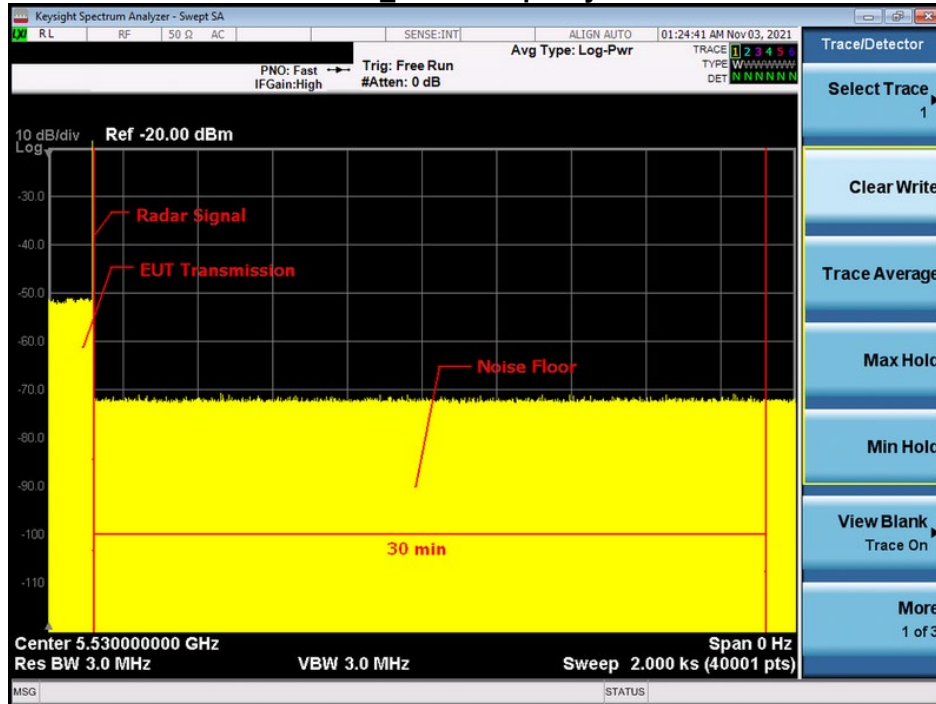 Keysight Spectrum Analyzer - Swept SA
LXI RL RF 50 Ω AC SENSE:INT ALIGN AUTO 01:24:41 AM Nov 03, 2021
Avg Type: Log-Pwr TRACE 1 2 3 4 5 6
PNO: Fast Trig: Free Run TYPE WWWWWW
IFGain:High #Atten: 0 dB DET N N N N N N
10 dB/div Ref -20.00 dBm
Log
-30.0
Radar Signal
-40.0
EUT Transmission
-50.0
-60.0
Noise Floor
-70.0
-80.0
-90.0
-100
30 min
-110
Center 5.530000000 GHz Span 0 Hz
Res BW 3.0 MHz VBW 3.0 MHz Sweep 2.000 ks (40001 pts)
MSG STATUS
Trace/Detector
Select Trace
1
Clear Write
Trace Average
Max Hold
Min Hold
View Blank
Trace On
More
1 of 3